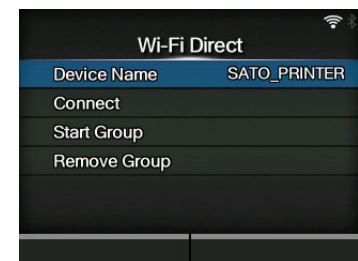 Wi-Fi Direct
Device Name SATO_PRINTER
Connect
Start Group
Remove Group